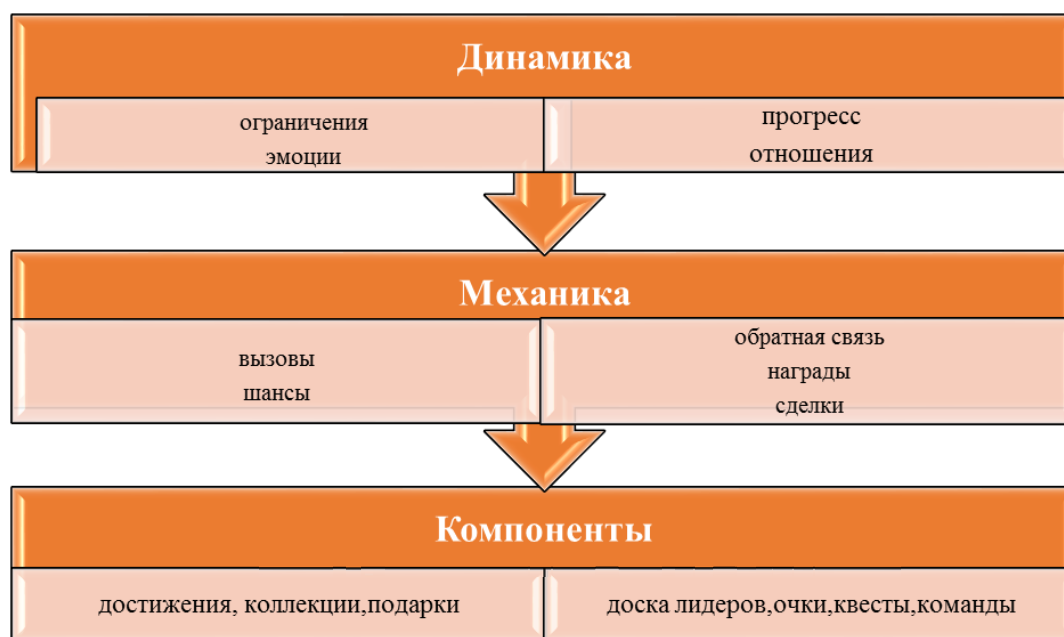 Динамика
ограничения
эмоции
прогресс
отношения
Механика
вызовы
шансы
обратная связь
награды
сделки
Компоненты
достижения, коллекции,подарки
доска лидеров,очки,квесты,команды